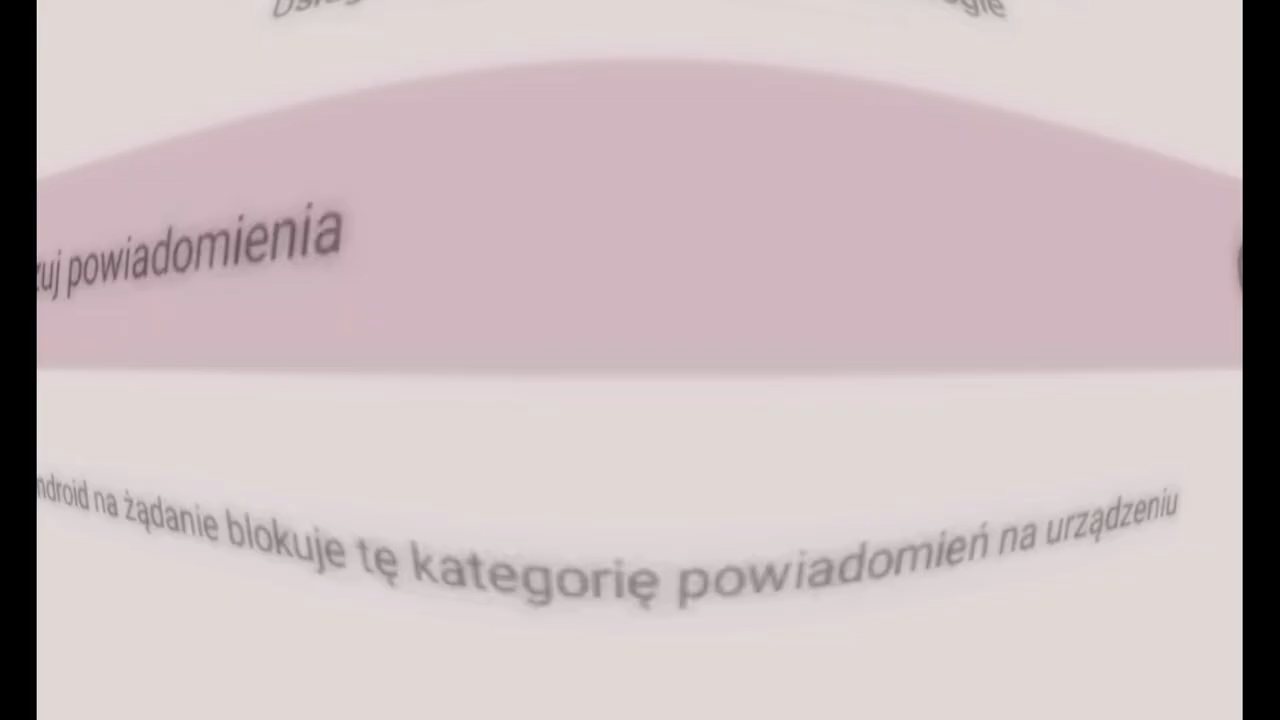 powiadomienia
na żądanie blokuje tę kategorię powiadomień na urządzeniu